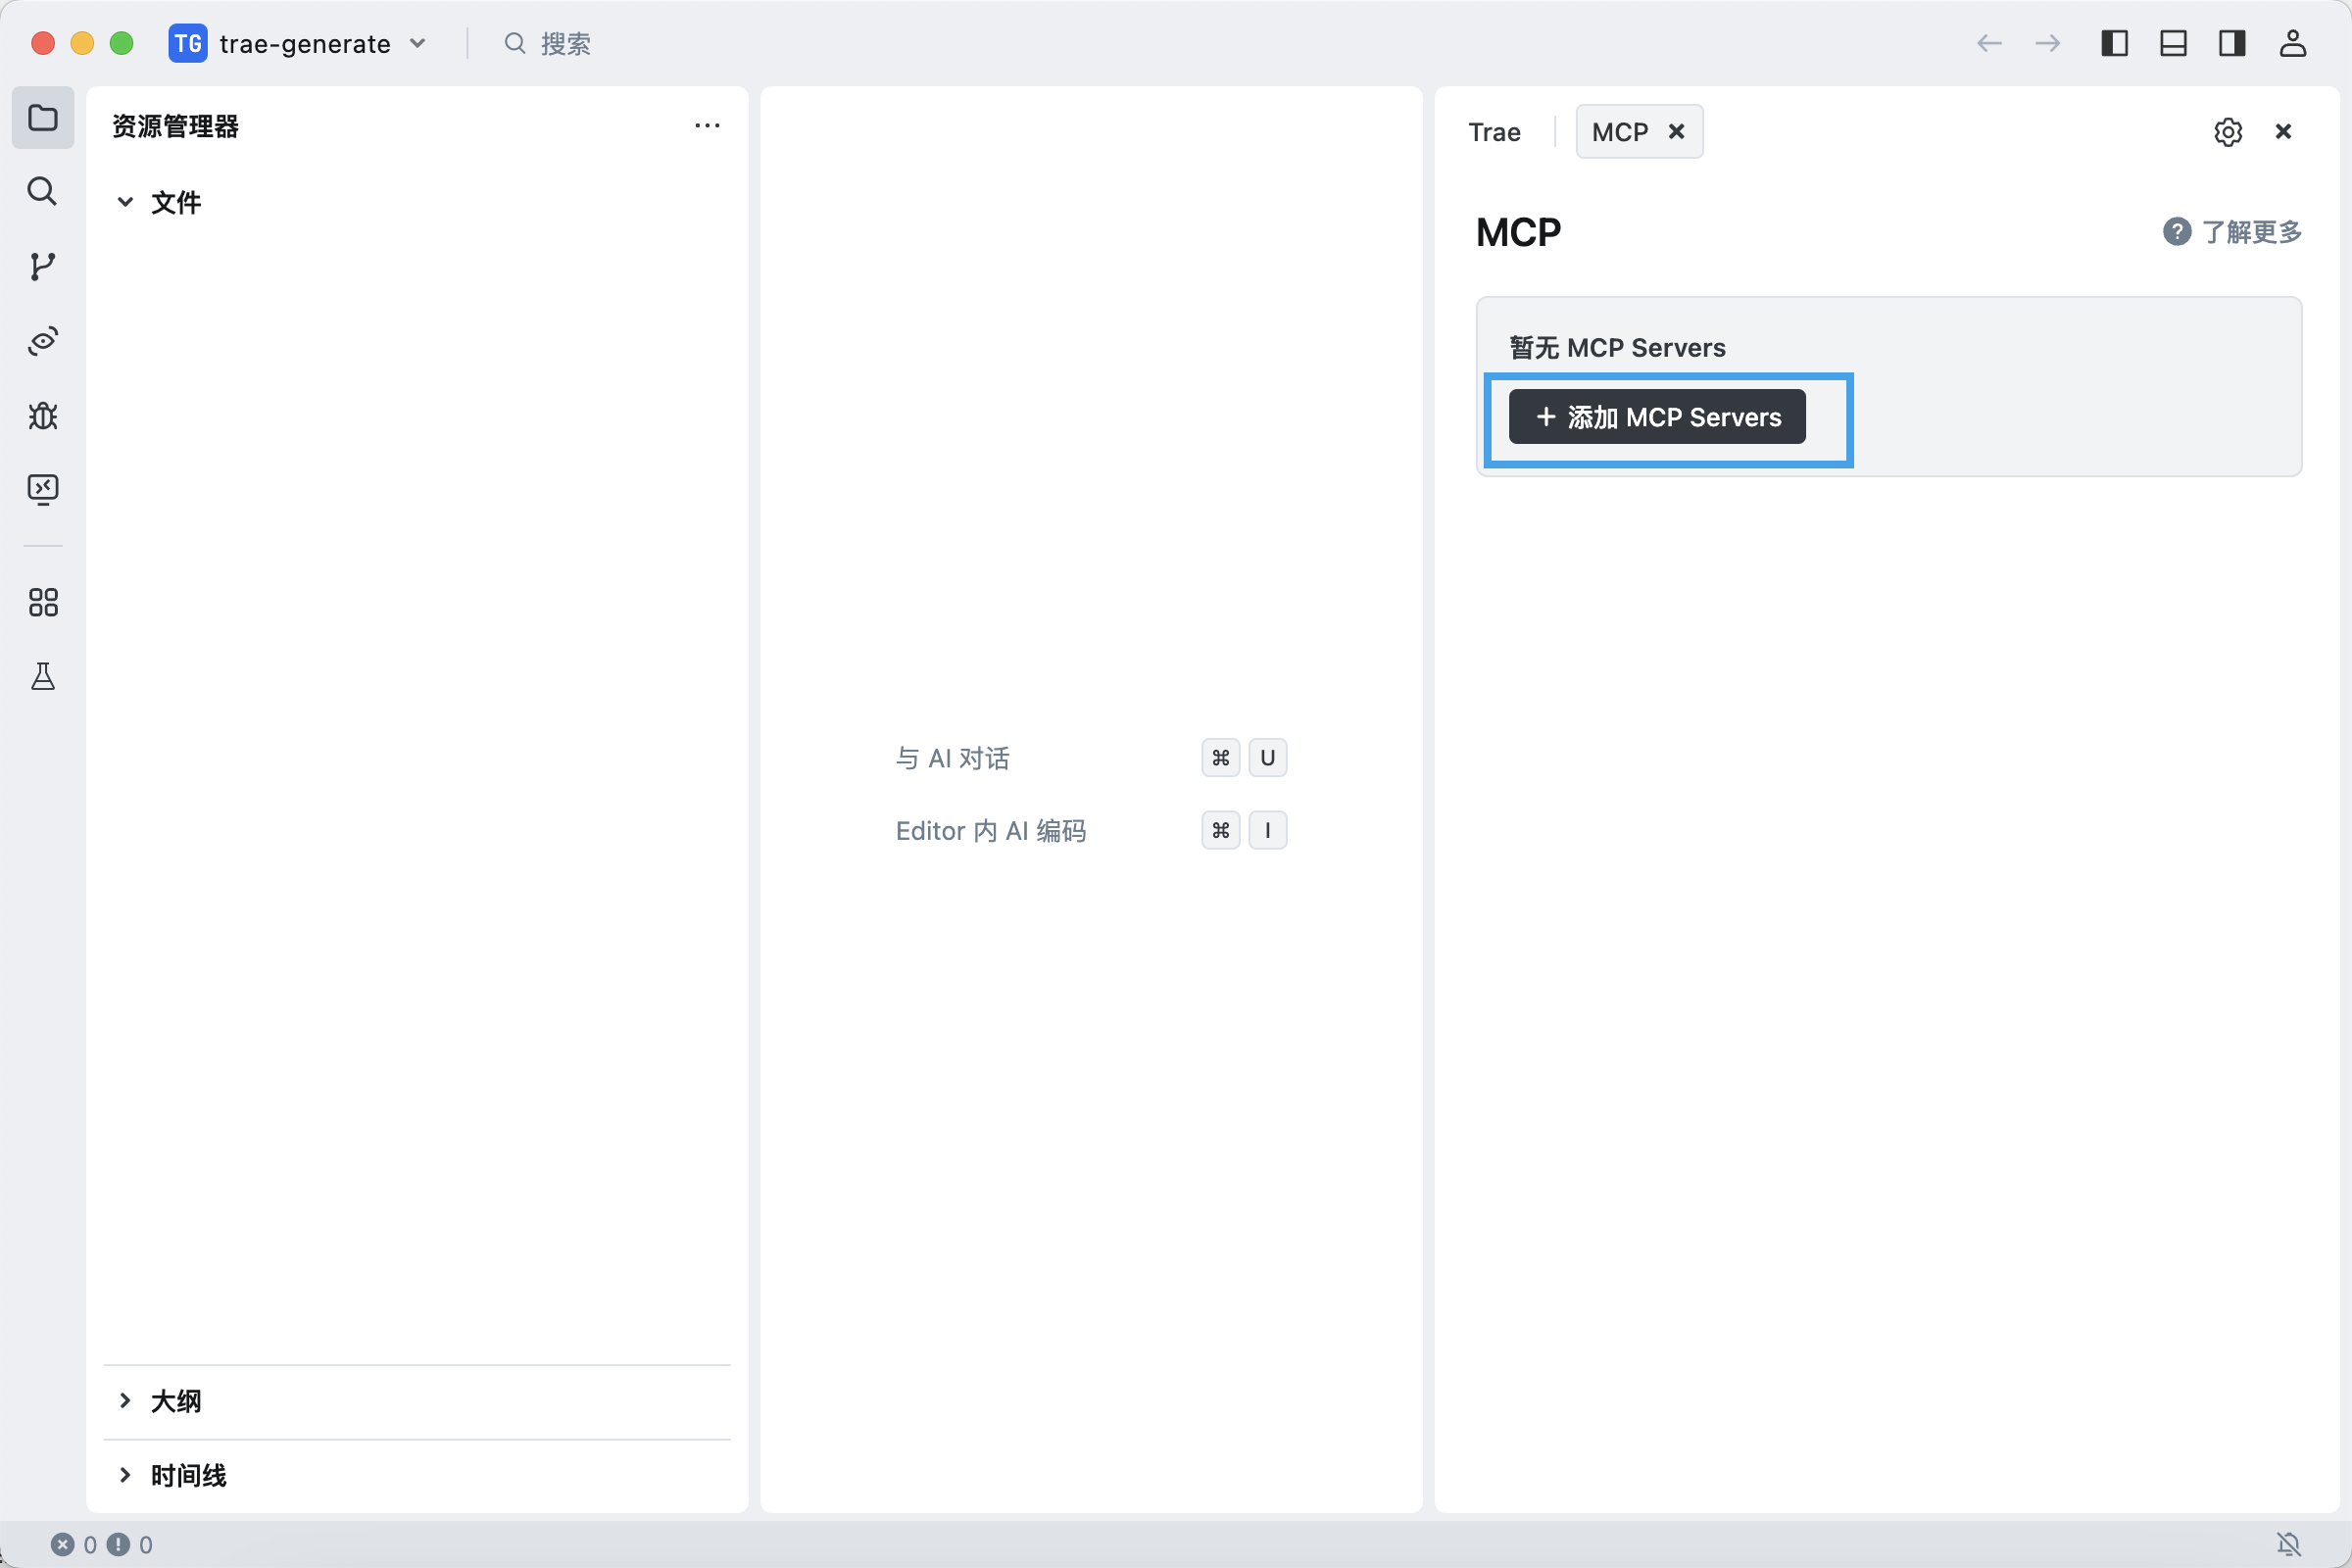 TG trae-generate
搜索
资源管理器
文件
大纲
时间线
与 AI 对话 ⌘ U
Editor 内 AI 编码 ⌘ I
Trae MCP
MCP
? 了解更多
暂无 MCP Servers
+ 添加 MCP Servers
0 0